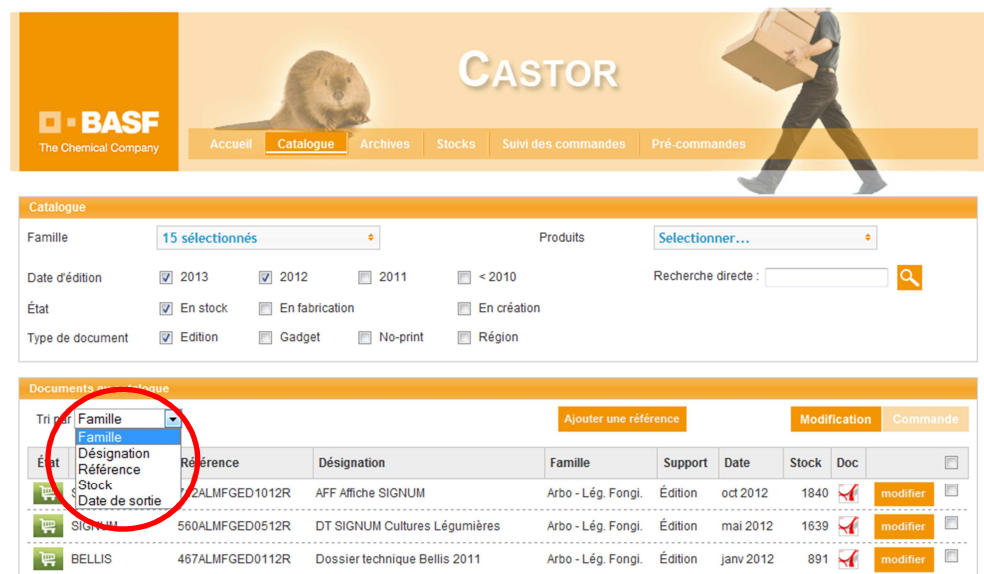 CASTOR
BASF
The Chemical Company
Accueil Catalogue Archives Stocks Suivi des commandes Pré-commandes
Catalogue
Famille 15 sélectionnés Produits Selectionner...
Date d'édition 2013 2012 2011 < 2010 Recherche directe :
État En stock En fabrication En création
Type de document Edition Gadget No-print Région
Documents au catalogue
Tri par Famille Ajouter une référence Modification Commande
Famille
Désignation
Référence
Stock
Date de sortie
État Référence Désignation Famille Support Date Stock Doc
2ALMFGED1012R AFF Affiche SIGNUM Arbo - Lég. Fongi. Édition oct 2012 1840 modifier
SIGNUM 560ALMFGED0512R DT SIGNUM Cultures Légumières Arbo - Lég. Fongi. Édition mai 2012 1639 modifier
BELLIS 467ALMFGED0112R Dossier technique Bellis 2011 Arbo - Lég. Fongi. Édition janv 2012 891 modifier